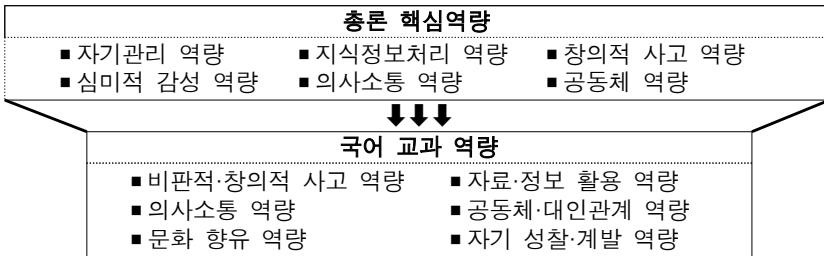 총론 핵심역량
■ 자기관리 역량 ■ 지식정보처리 역량 ■ 창의적 사고 역량
■ 심미적 감성 역량 ■ 의사소통 역량 ■ 공동체 역량
국어 교과 역량
■ 비판적·창의적 사고 역량 ■ 자료·정보 활용 역량
■ 의사소통 역량 ■ 공동체·대인관계 역량
■ 문화 향유 역량 ■ 자기 성찰·계발 역량